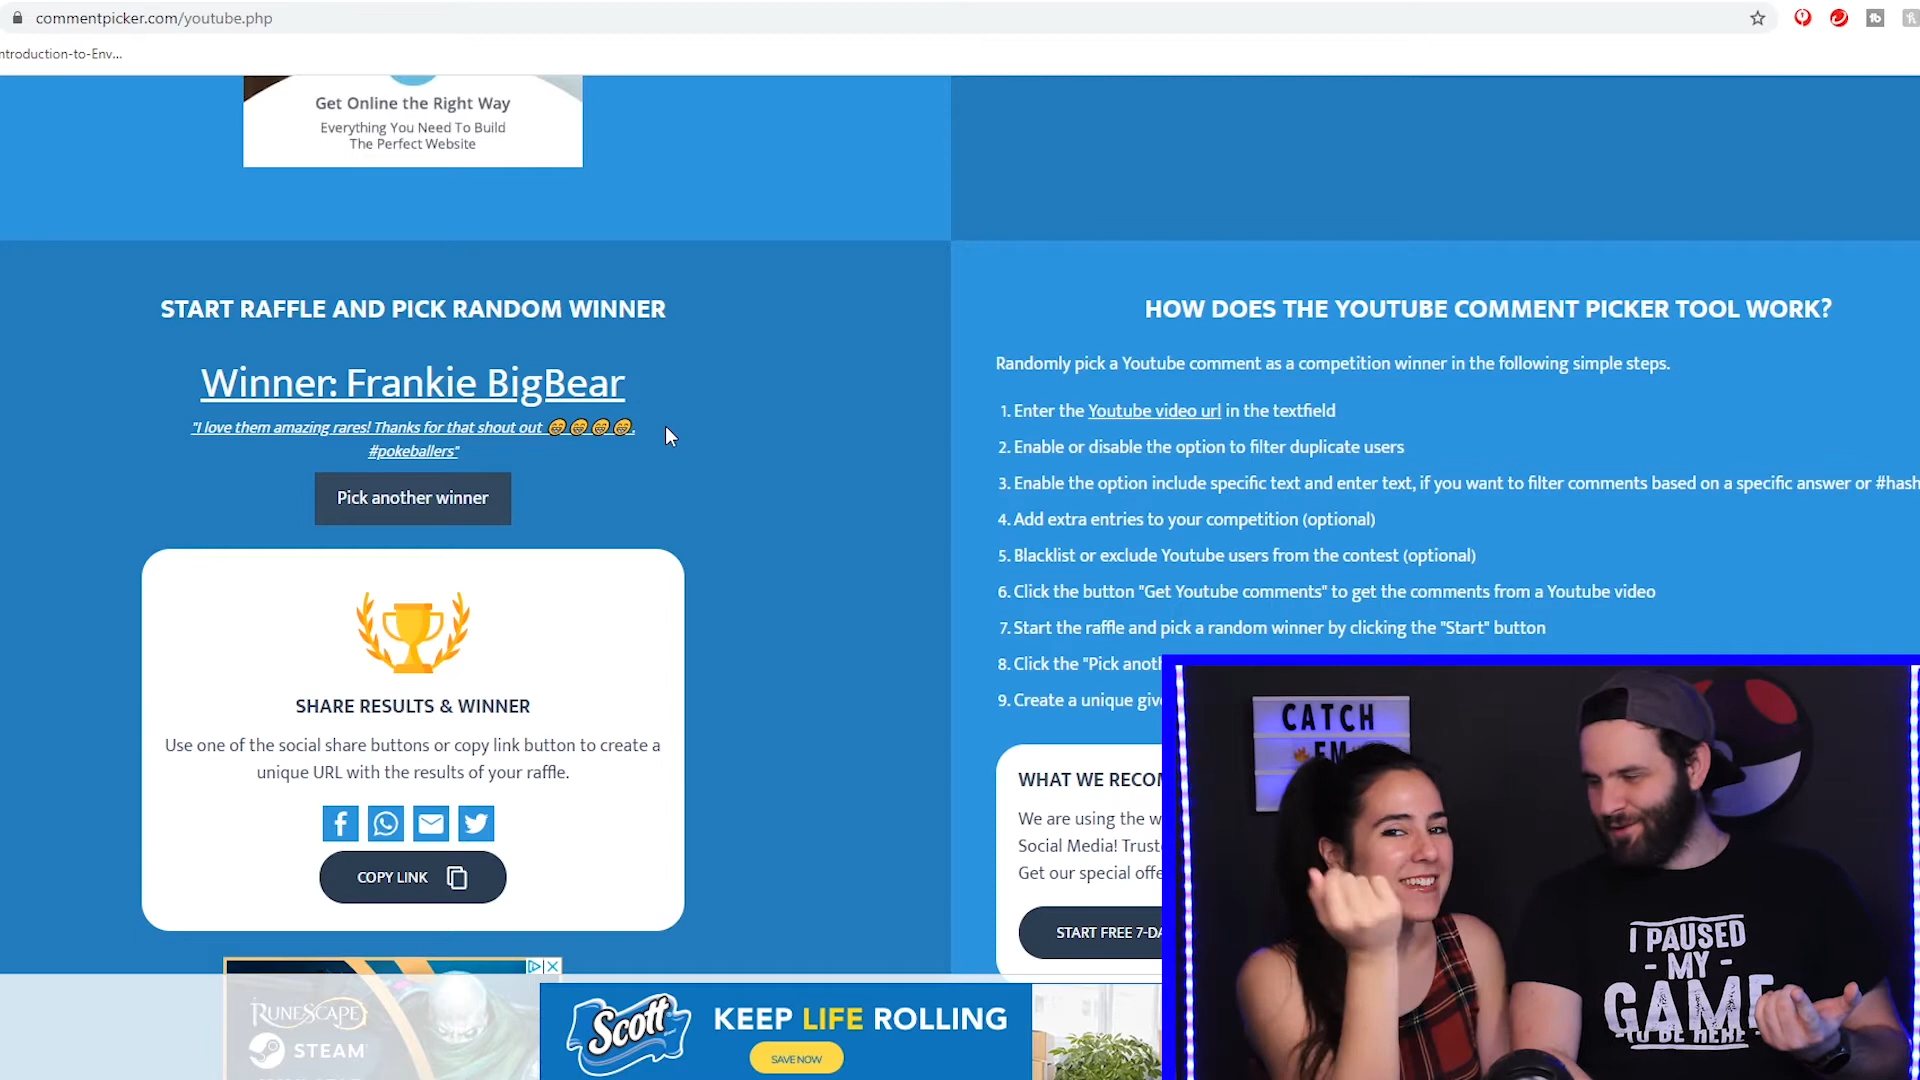 commentpicker.com/youtube.php
ntroduction-to-Env...
Get Online the Right Way
Everything You Need To Build
The Perfect Website
START RAFFLE AND PICK RANDOM WINNER
Winner: Frankie BigBear
"I love them amazing rares! Thanks for that shout out 😁😁😁😁.
#pokeballers"
Pick another winner
SHARE RESULTS & WINNER
Use one of the social share buttons or copy link button to create a
unique URL with the results of your raffle.
COPY LINK
RUNESCAPE
STEAM
Scott
KEEP LIFE ROLLING
SAVE NOW
HOW DOES THE YOUTUBE COMMENT PICKER TOOL WORK?
Randomly pick a Youtube comment as a competition winner in the following simple steps.
1. Enter the Youtube video url in the textfield
2. Enable or disable the option to filter duplicate users
3. Enable the option include specific text and enter text, if you want to filter comments based on a specific answer or #hash
4. Add extra entries to your competition (optional)
5. Blacklist or exclude Youtube users from the contest (optional)
6. Click the button "Get Youtube comments" to get the comments from a Youtube video
7. Start the raffle and pick a random winner by clicking the "Start" button
8. Click the "Pick anoth
9. Create a unique giv
WHAT WE RECOM
We are using the w
Social Media! Trust
Get our special offe
START FREE 7-DA
CATCH
EM
I PAUSED
- MY -
GAME
TO BE HERE